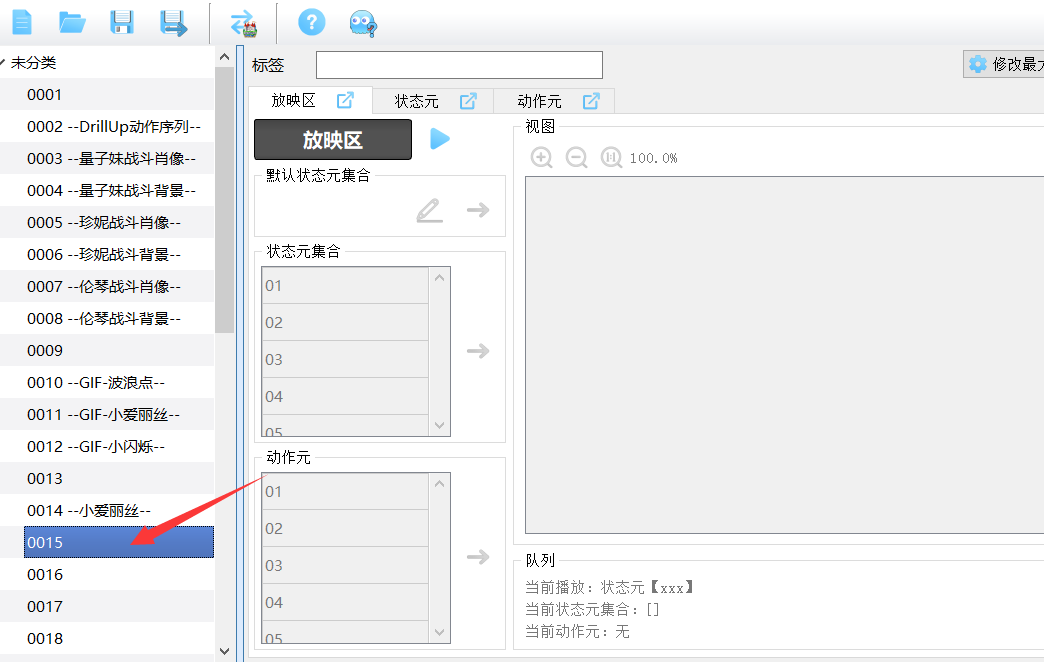 未分类
0001
0002 --DrillUp动作序列--
0003 --量子妹战斗肖像--
0004 --量子妹战斗背景--
0005 --珍妮战斗肖像--
0006 --珍妮战斗背景--
0007 --伦琴战斗肖像--
0008 --伦琴战斗背景--
0009
0010 --GIF-波浪点--
0011 --GIF-小爱丽丝--
0012 --GIF-小闪烁--
0013
0014 --小爱丽丝--
0015
0016
0017
0018
标签
修改最大
放映区
状态元
动作元
放映区
默认状态元集合
状态元集合
01
02
03
04
05
动作元
01
02
03
04
05
视图
1:1
100.0%
队列
当前播放：状态元【xxx】
当前状态元集合：[]
当前动作元：无